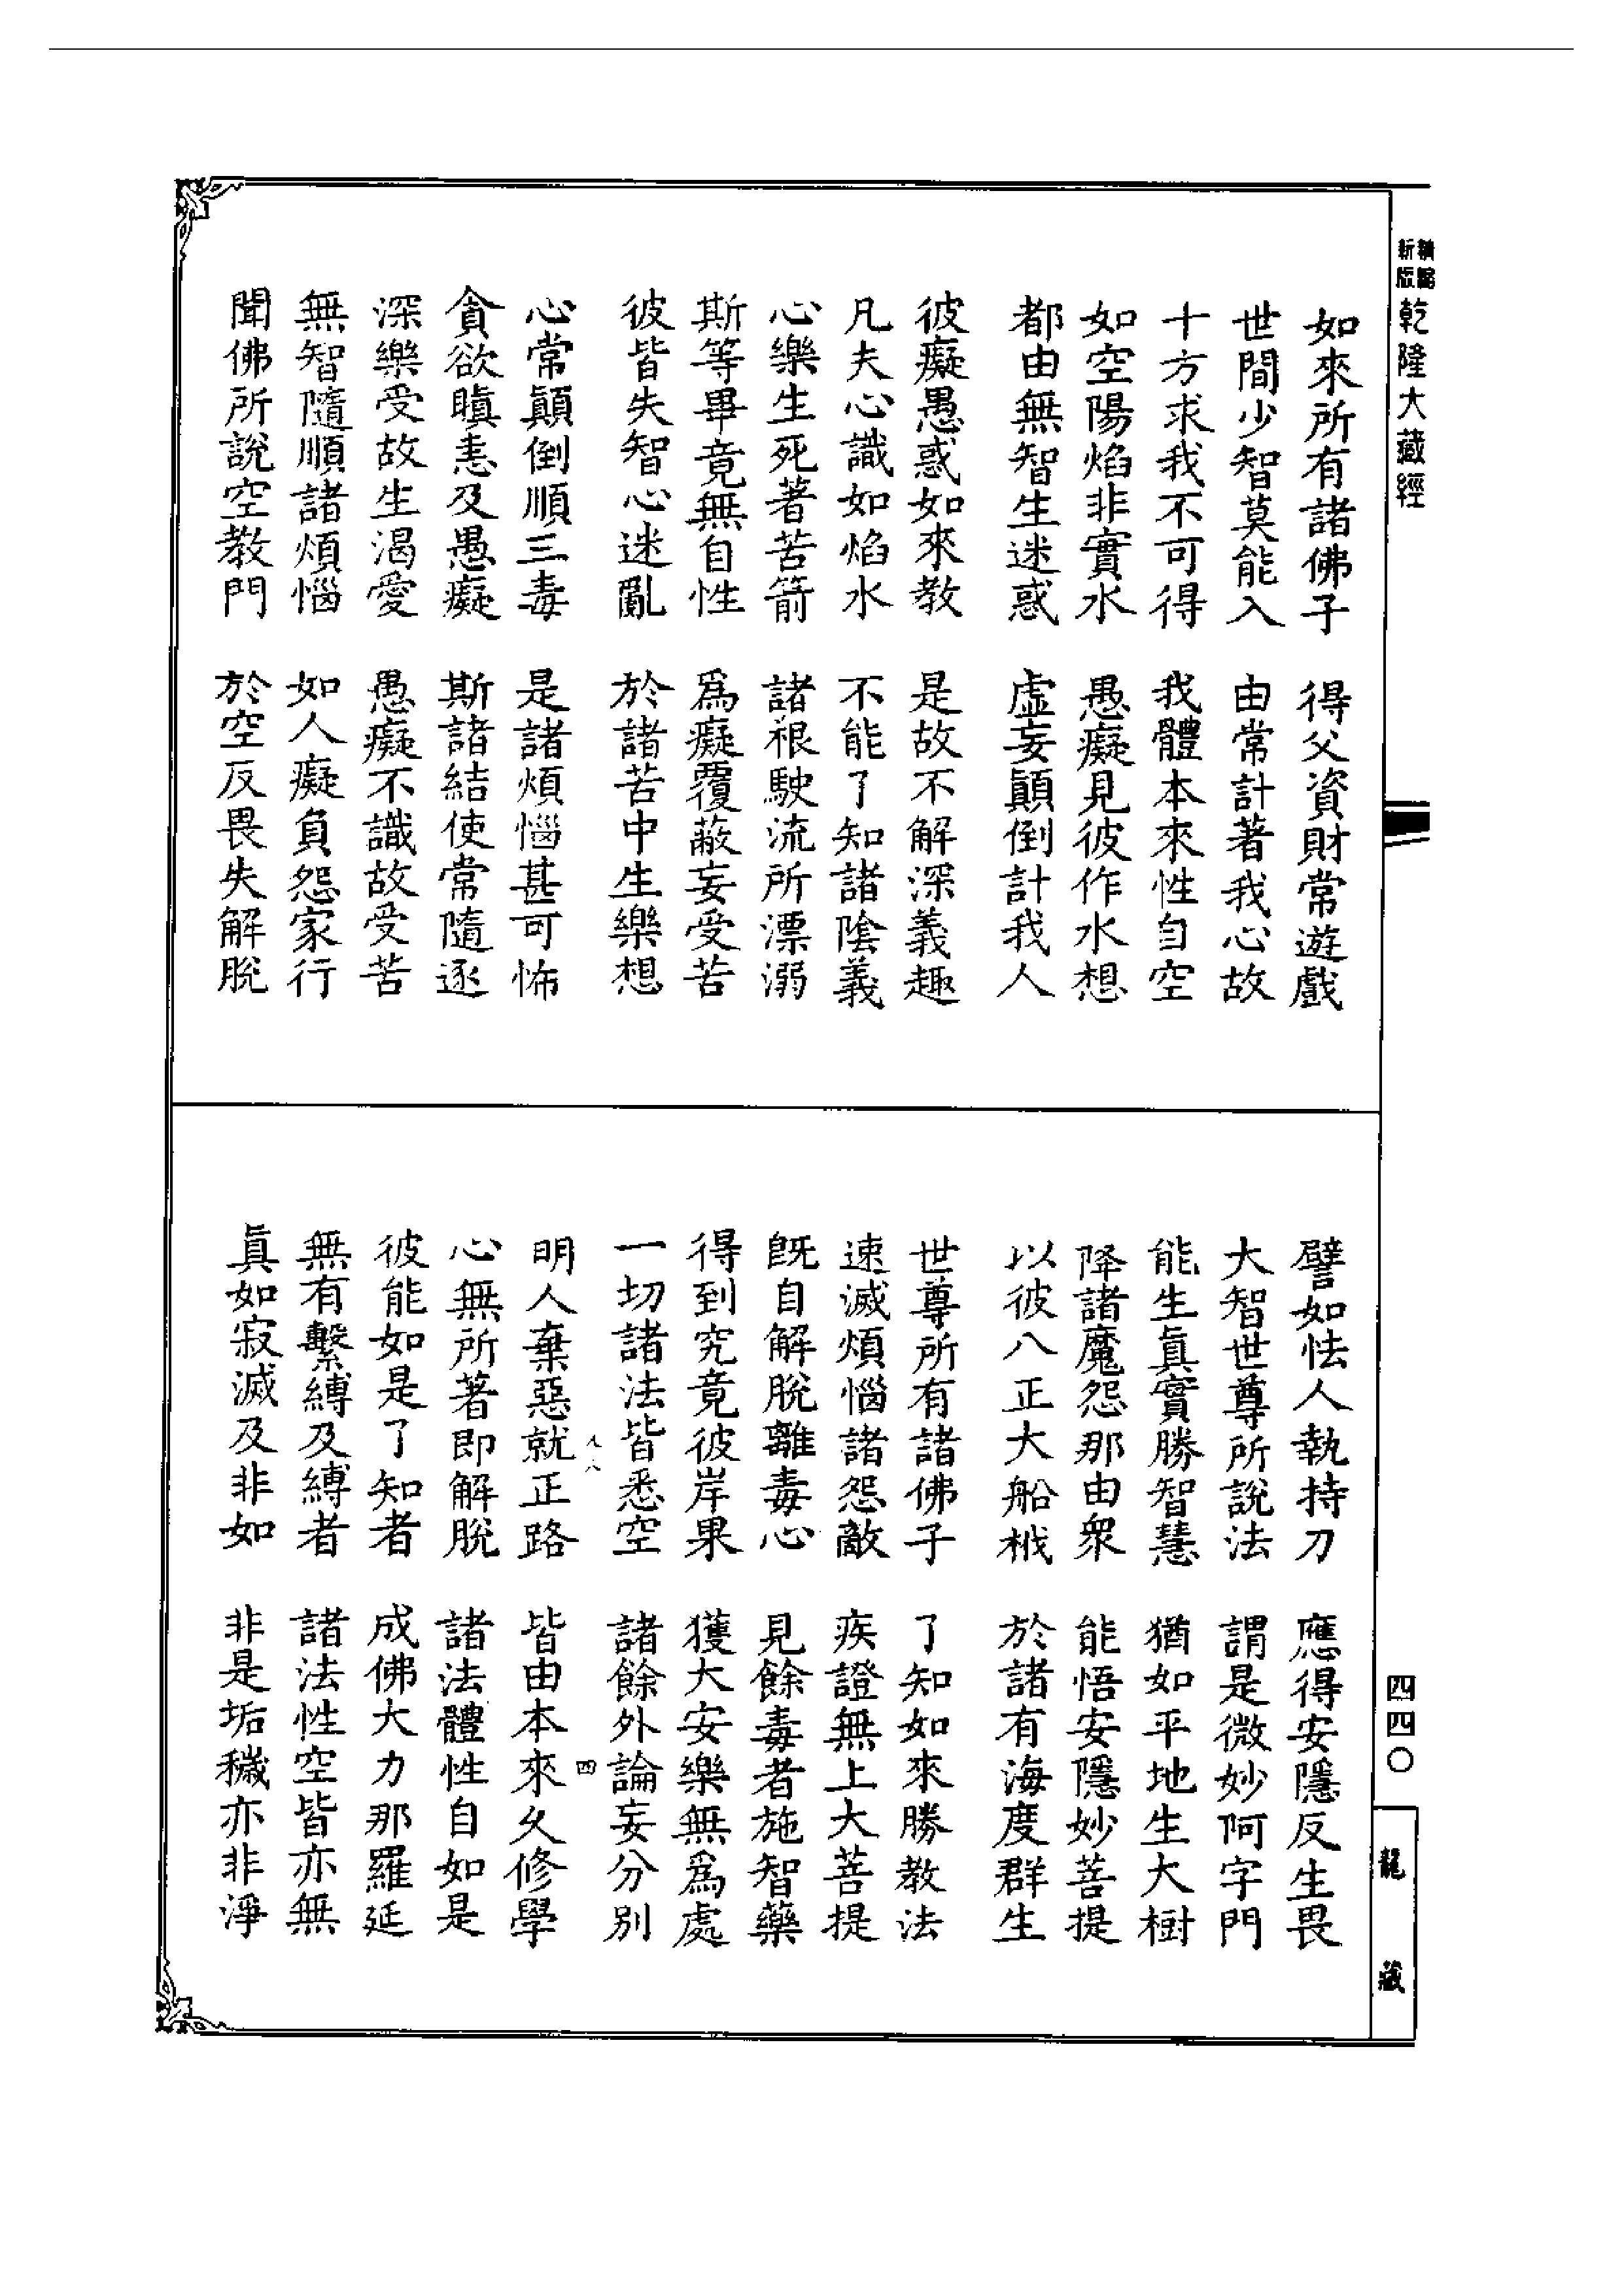 新版 精縮 乾隆大藏經
如來所有諸佛子　得父資財常遊戲
世間少智莫能入　由常計著我心故
十方求我不可得　我體本來性自空
如空陽焰非實水　愚癡見彼作水想
都由無智生迷惑　虛妄顛倒計我人
彼癡愚惑如來教　是故不解深義趣
凡夫心識如焰水　不能了知諸陰義
心樂生死著苦箭　諸根駛流所漂溺
斯等畢竟無自性　為癡覆蔽妄受苦
彼皆失智心迷亂　於諸苦中生樂想
心常顛倒順三毒　是諸煩惱甚可怖
貪欲瞋恚及愚癡　斯諸結使常隨逐
深樂受故生渴愛　愚癡不識故受苦
無智隨順諸煩惱　如人癡負怨家行
聞佛所說空教門　於空反畏失解脫
譬如怯人執持刀　應得安隱反生畏
大智世尊所說法　謂是微妙阿字門
能生真實勝智慧　猶如平地生大樹
降諸魔怨那由眾　能悟安隱妙菩提
以彼八正大船栰　於諸有海度群生
世尊所有諸佛子　了知如來勝教法
速滅煩惱諸怨敵　疾證無上大菩提
既自解脫離毒心　見餘毒者施智藥
得到究竟彼岸果　獲大安樂無為處
一切諸法皆悉空　諸餘外論妄分別
四
明人棄惡就正路　皆由本來久修學
心無所著即解脫　諸法體性自如是
彼能如是了知者　成佛大力那羅延
無有繫縛及縛者　諸法性空皆亦無
真如寂滅及非如　非是垢穢亦非淨
四四〇
龍藏